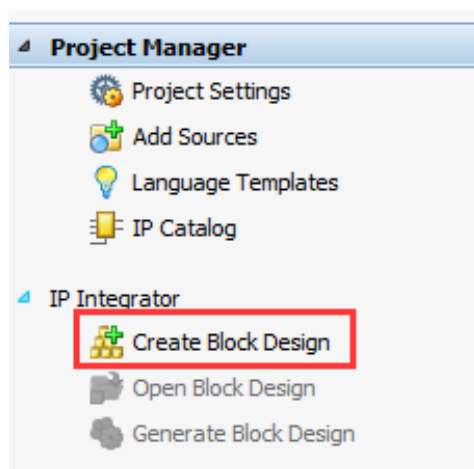 Project Manager
Project Settings
Add Sources
Language Templates
IP Catalog
IP Integrator
Create Block Design
Open Block Design
Generate Block Design